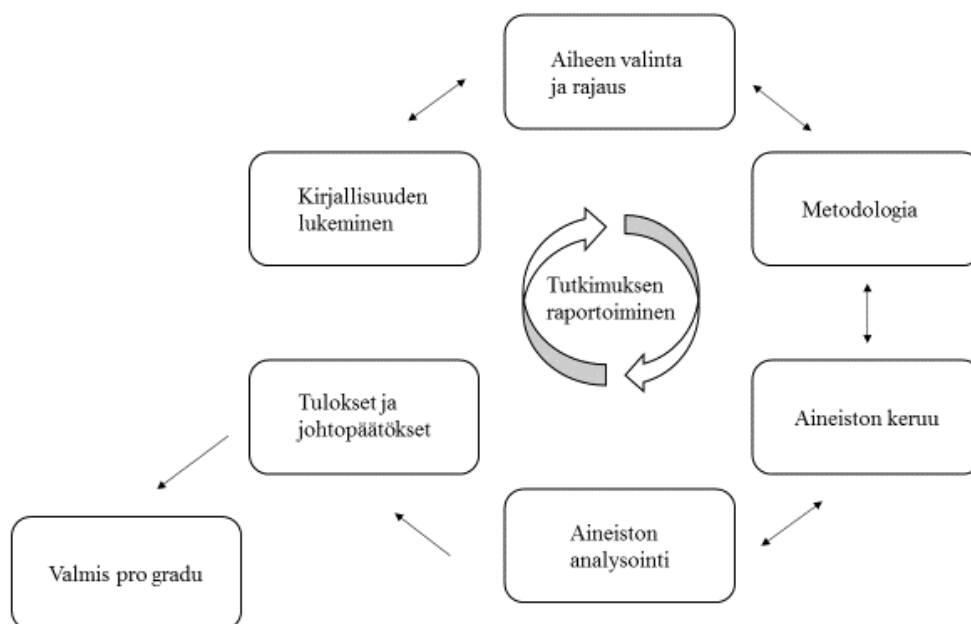 Aiheen valinta
ja rajaus
Kirjallisuuden
lukeminen
Metodologia
Tutkimuksen
raportoiminen
Tulokset ja
johtopäätökset
Aineiston keruu
Aineiston
analysointi
Valmis pro gradu